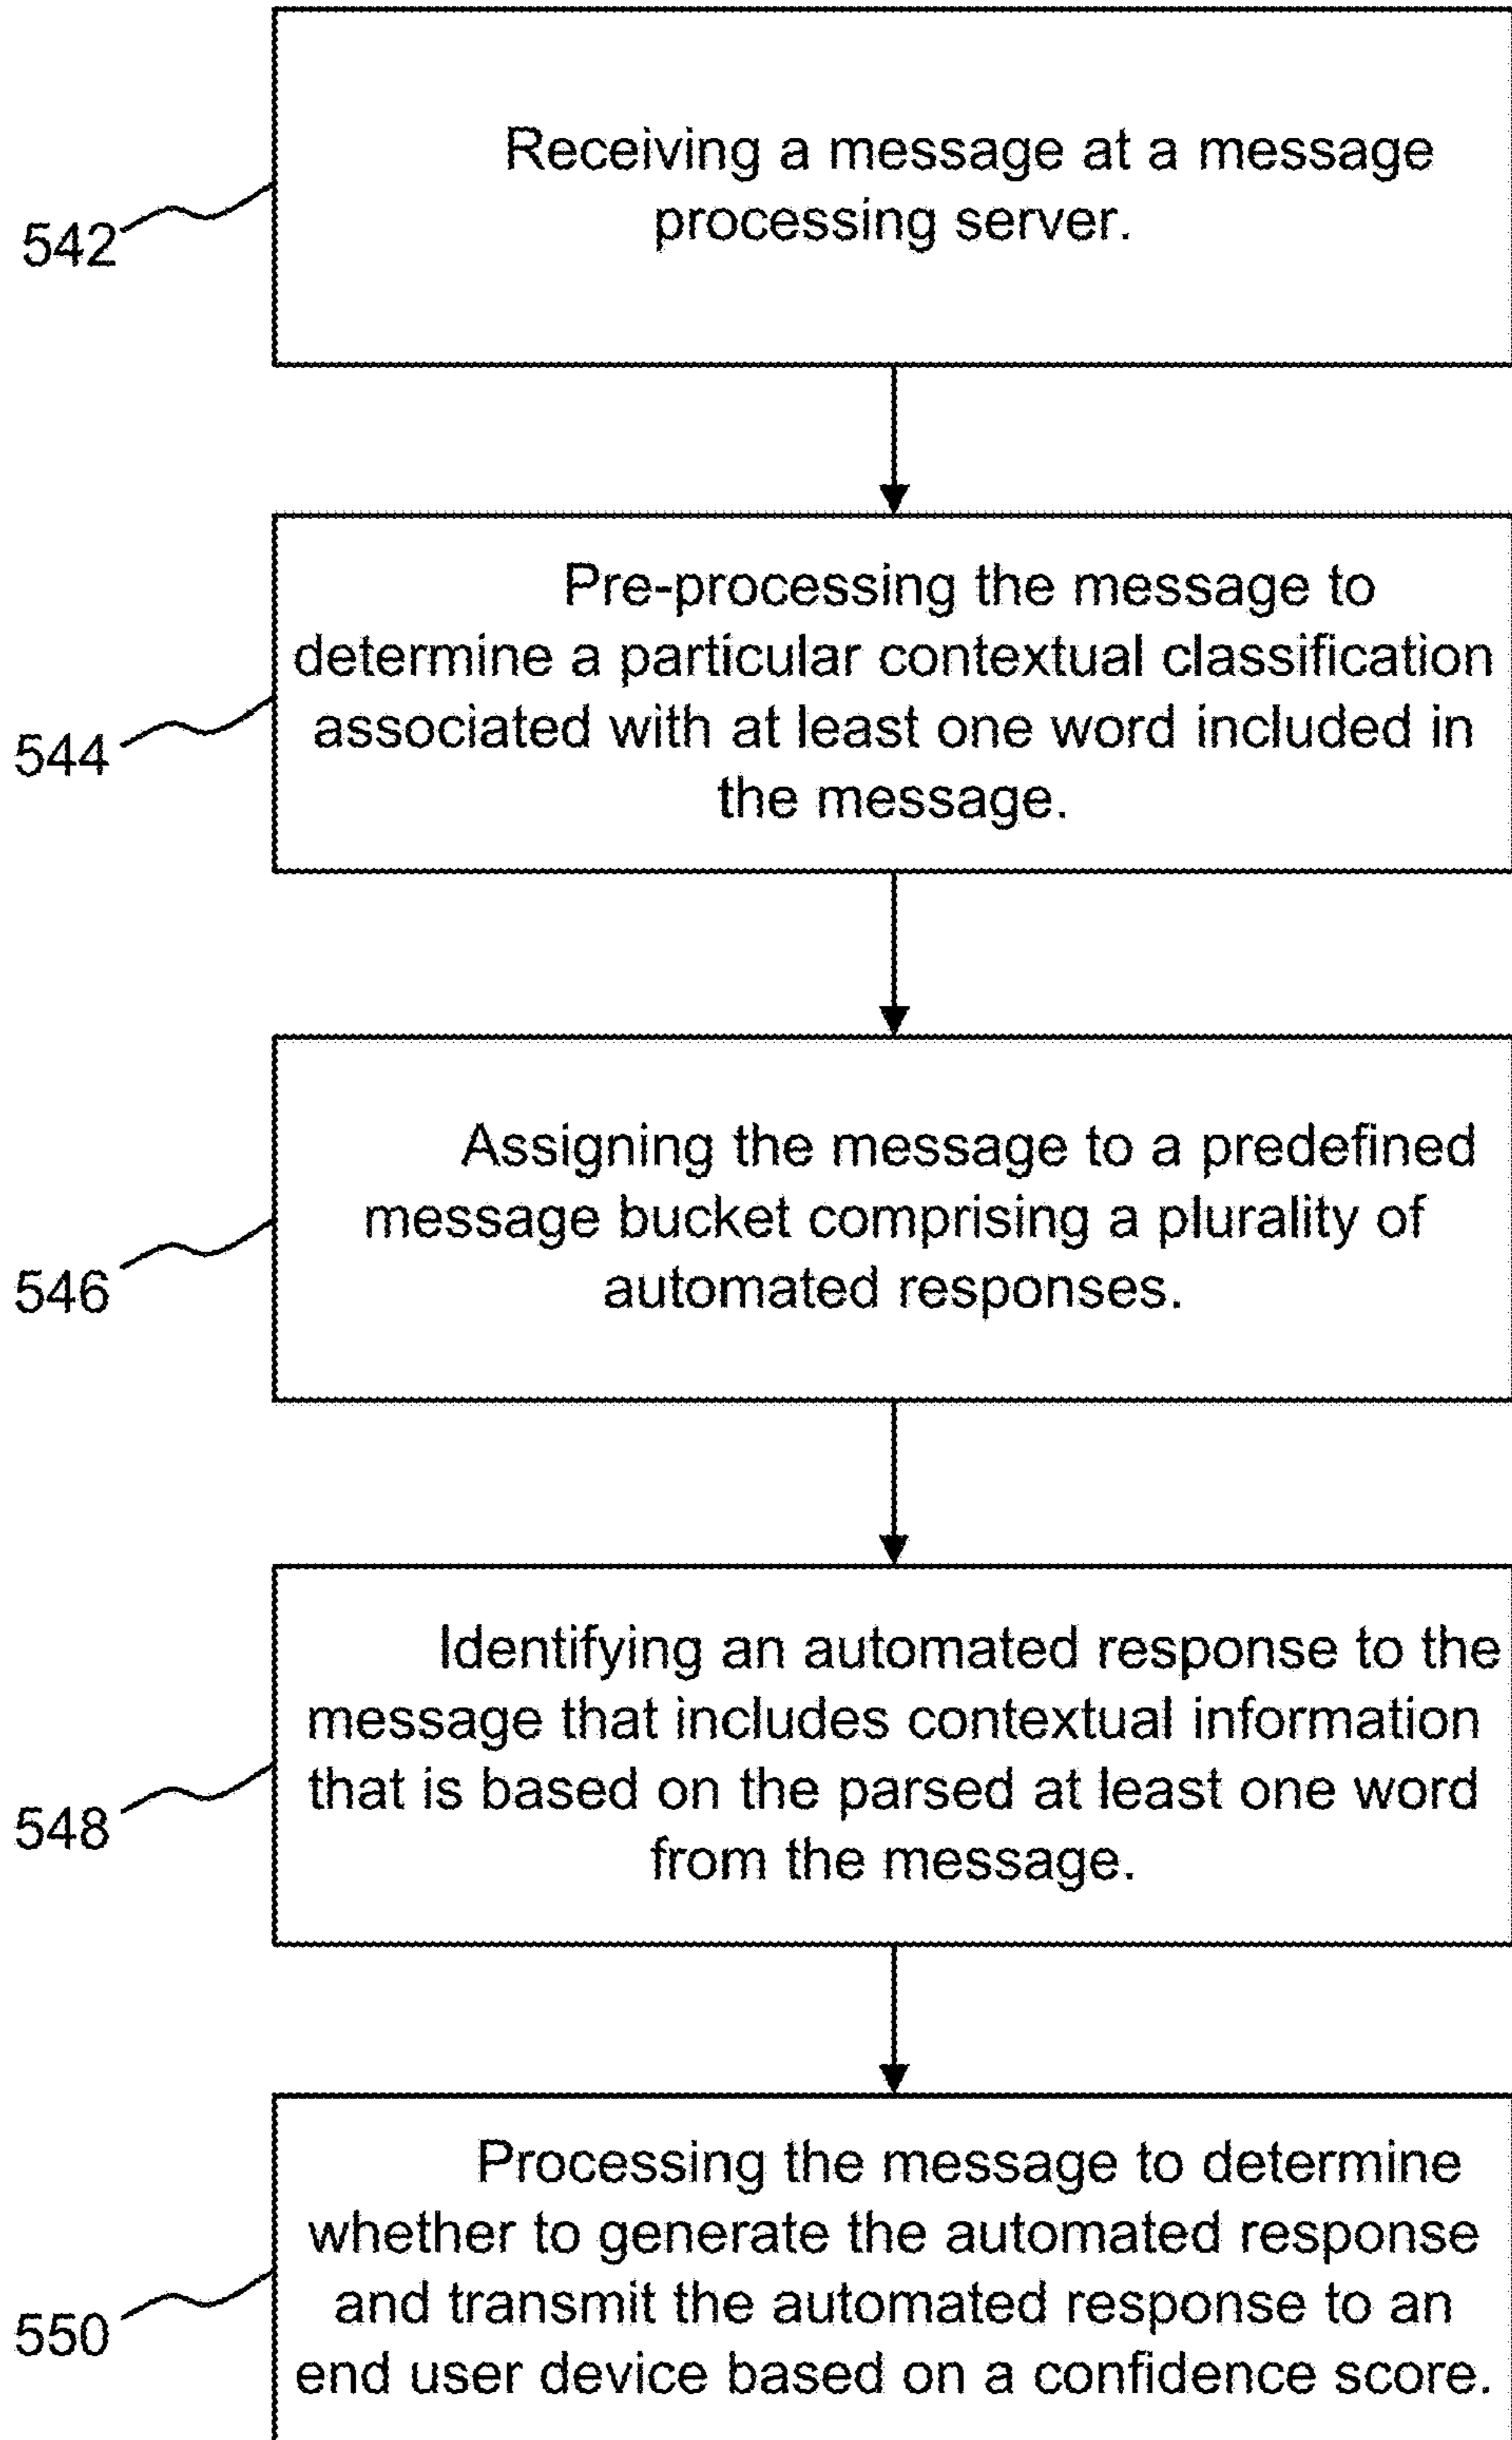 Receiving a message at a message
processing server.
542
Pre-processing the message to
determine a particular contextual classification
associated with at least one word included in
the message.
544
Assigning the message to a predefined
message bucket comprising a plurality of
automated responses.
546
Identifying an automated response to the
message that includes contextual information
that is based on the parsed at least one word
from the message.
548
Processing the message to determine
whether to generate the automated response
and transmit the automated response to an
end user device based on a confidence score.
550